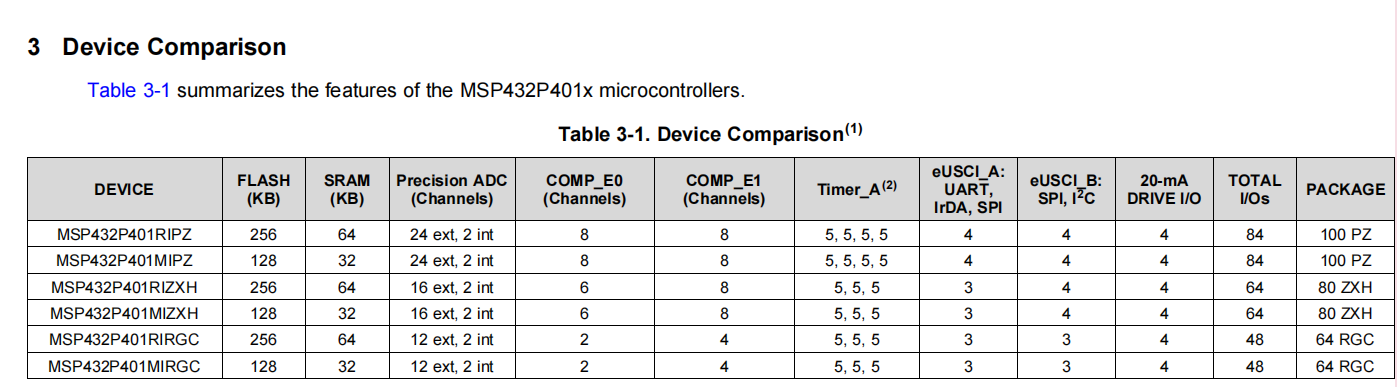 3 Device Comparison
Table 3-1 summarizes the features of the MSP432P401x microcontrollers.
Table 3-1. Device Comparison(1)
DEVICE FLASH (KB) SRAM (KB) Precision ADC (Channels) COMP_E0 (Channels) COMP_E1 (Channels) Timer_A(2) eUSCI_A: UART, IrDA, SPI eUSCI_B: SPI, I2C 20-mA DRIVE I/O TOTAL I/Os PACKAGE
MSP432P401RIPZ 256 64 24 ext, 2 int 8 8 5, 5, 5, 5 4 4 4 84 100 PZ
MSP432P401MIPZ 128 32 24 ext, 2 int 8 8 5, 5, 5, 5 4 4 4 84 100 PZ
MSP432P401RIZXH 256 64 16 ext, 2 int 6 8 5, 5, 5 3 4 4 64 80 ZXH
MSP432P401MIZXH 128 32 16 ext, 2 int 6 8 5, 5, 5 3 4 4 64 80 ZXH
MSP432P401RIRGC 256 64 12 ext, 2 int 2 4 5, 5, 5 3 3 4 48 64 RGC
MSP432P401MIRGC 128 32 12 ext, 2 int 2 4 5, 5, 5 3 3 4 48 64 RGC